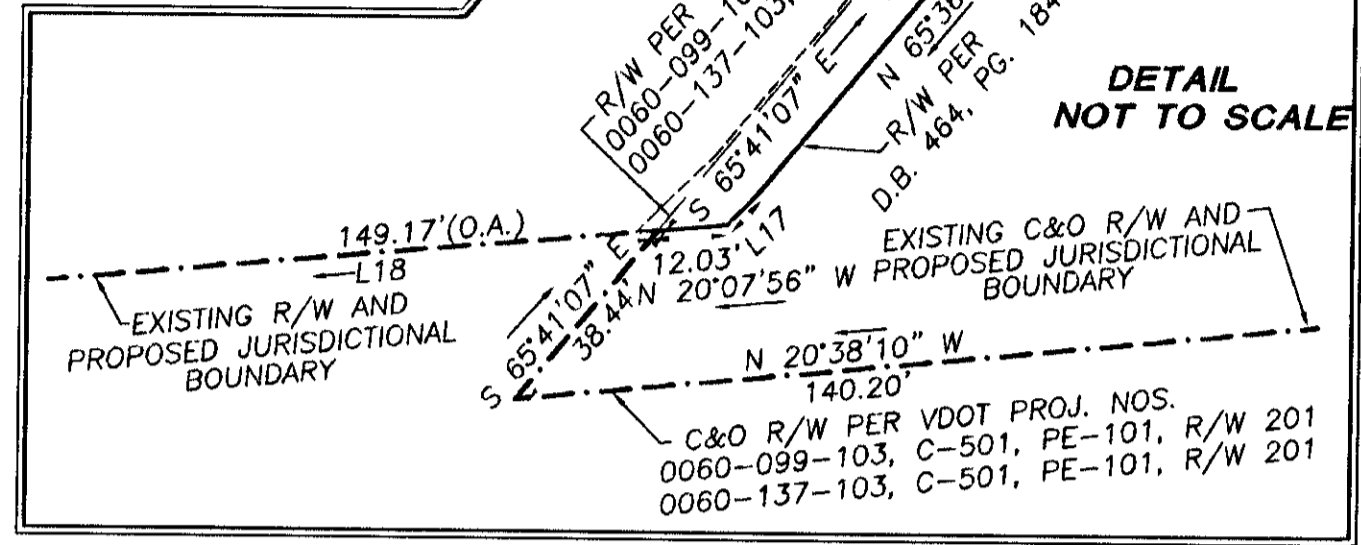 R/W PER
0060-099-10
0060-137-103,
S 65°41'07" E
N 65°38
R/W PER
D.B. 464, PG. 184
DETAIL
NOT TO SCALE
149.17'(O.A.)
L18
EXISTING R/W AND
PROPOSED JURISDICTIONAL
BOUNDARY
12.03' L17
N 20°07'56" W
EXISTING C&O R/W AND
PROPOSED JURISDICTIONAL
BOUNDARY
S 65°41'07" E
38.44'
N 20°38'10" W
140.20'
C&O R/W PER VDOT PROJ. NOS.
0060-099-103, C-501, PE-101, R/W 201
0060-137-103, C-501, PE-101, R/W 201